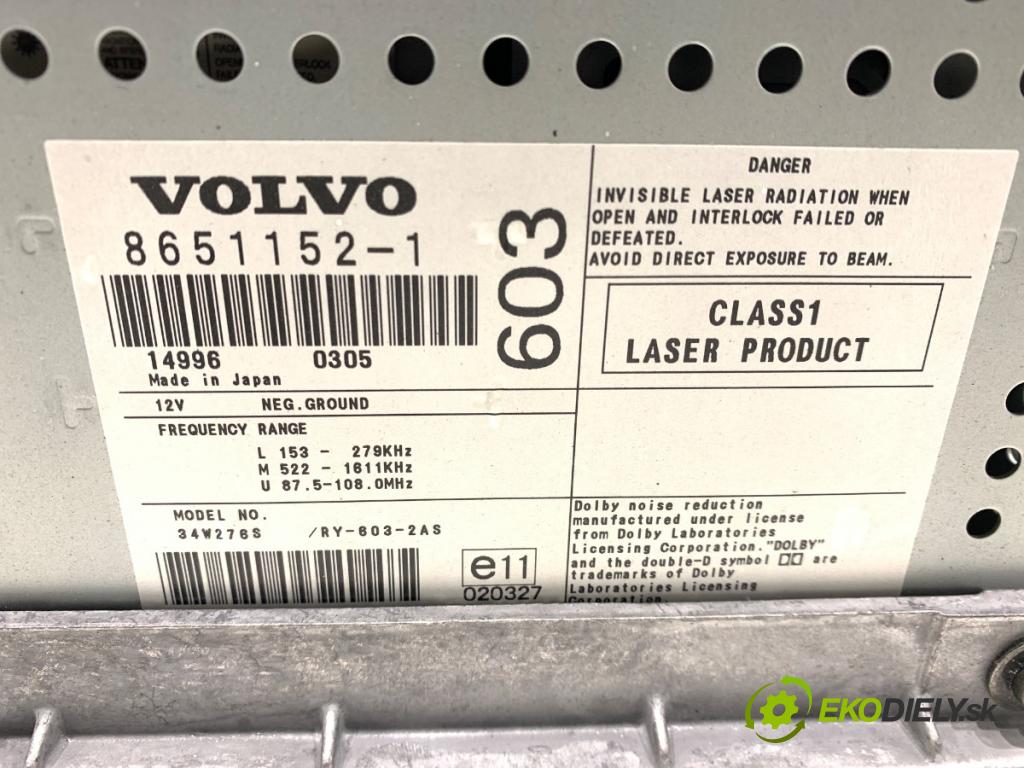 VOLVO
8651152-1
603
14996 0305
Made in Japan
12V NEG.GROUND
FREQUENCY RANGE
L 153 - 279KHz
M 522 - 1611KHz
U 87.5-108.0MHz
MODEL NO.
34W276S /RY-603-2AS
e11
020327
DANGER
INVISIBLE LASER RADIATION WHEN
OPEN AND INTERLOCK FAILED OR
DEFEATED.
AVOID DIRECT EXPOSURE TO BEAM.
CLASS1
LASER PRODUCT
Dolby noise reduction
manufactured under license
from Dolby Laboratories
Licensing Corporation."DOLBY"
and the double-D symbol are
trademarks of Dolby
Laboratories Licensing
Corporation.
EKODIELY.sk